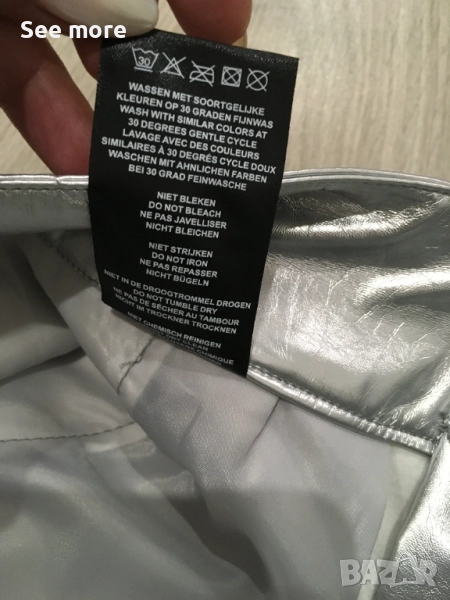 See more
30
WASSEN MET SOORTGELIJKE
KLEUREN OP 30 GRADEN FIJNWAS
WASH WITH SIMILAR COLORS AT
30 DEGREES GENTLE CYCLE
LAVAGE AVEC DES COULEURS
SIMILAIRES À 30 DEGRÉS CYCLE DOUX
WASCHEN MIT ÄHNLICHEN FARBEN
BEI 30 GRAD FEINWASCHE
NIET BLEKEN
DO NOT BLEACH
NE PAS JAVELLISER
NICHT BLEICHEN
NIET STRIJKEN
DO NOT IRON
NE PAS REPASSER
NICHT BÜGELN
NIET IN DE DROOGTROMMEL DROGEN
DO NOT TUMBLE DRY
NE PAS DE SÉCHER AU TAMBOUR
NICHT IM TROCKNER TROCKNEN
NIET CHEMISCH REINIGEN
DRY CLEAN
CHIMIQUE
BAZAR